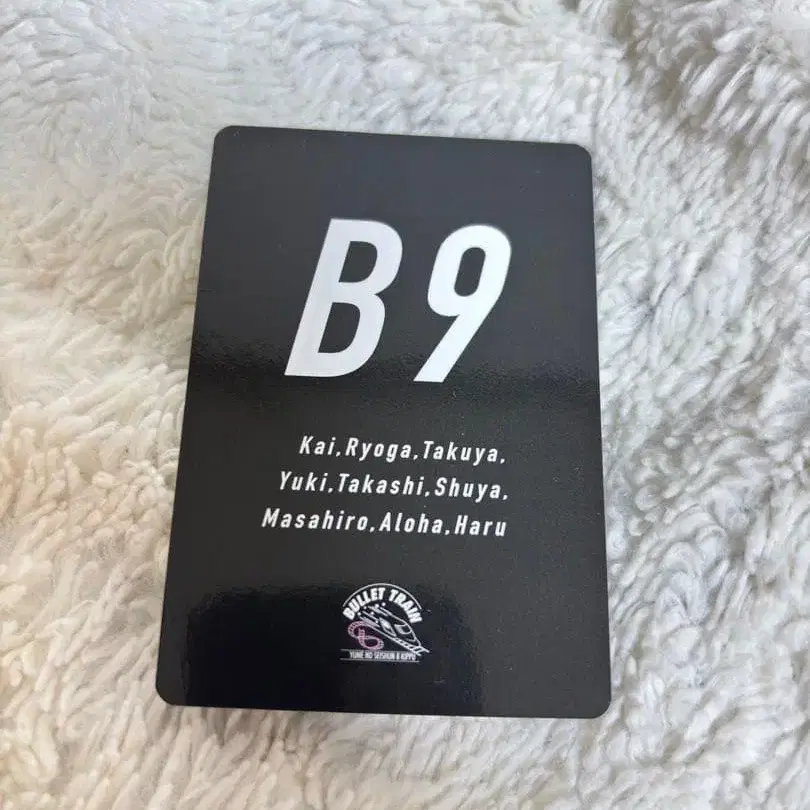 B9
Kai,Ryoga,Takuya,
Yuki,Takashi,Shuya,
Masahiro,Aloha,Haru
BULLET TRAIN
YUME NO SEISHUN 8 KIPPU